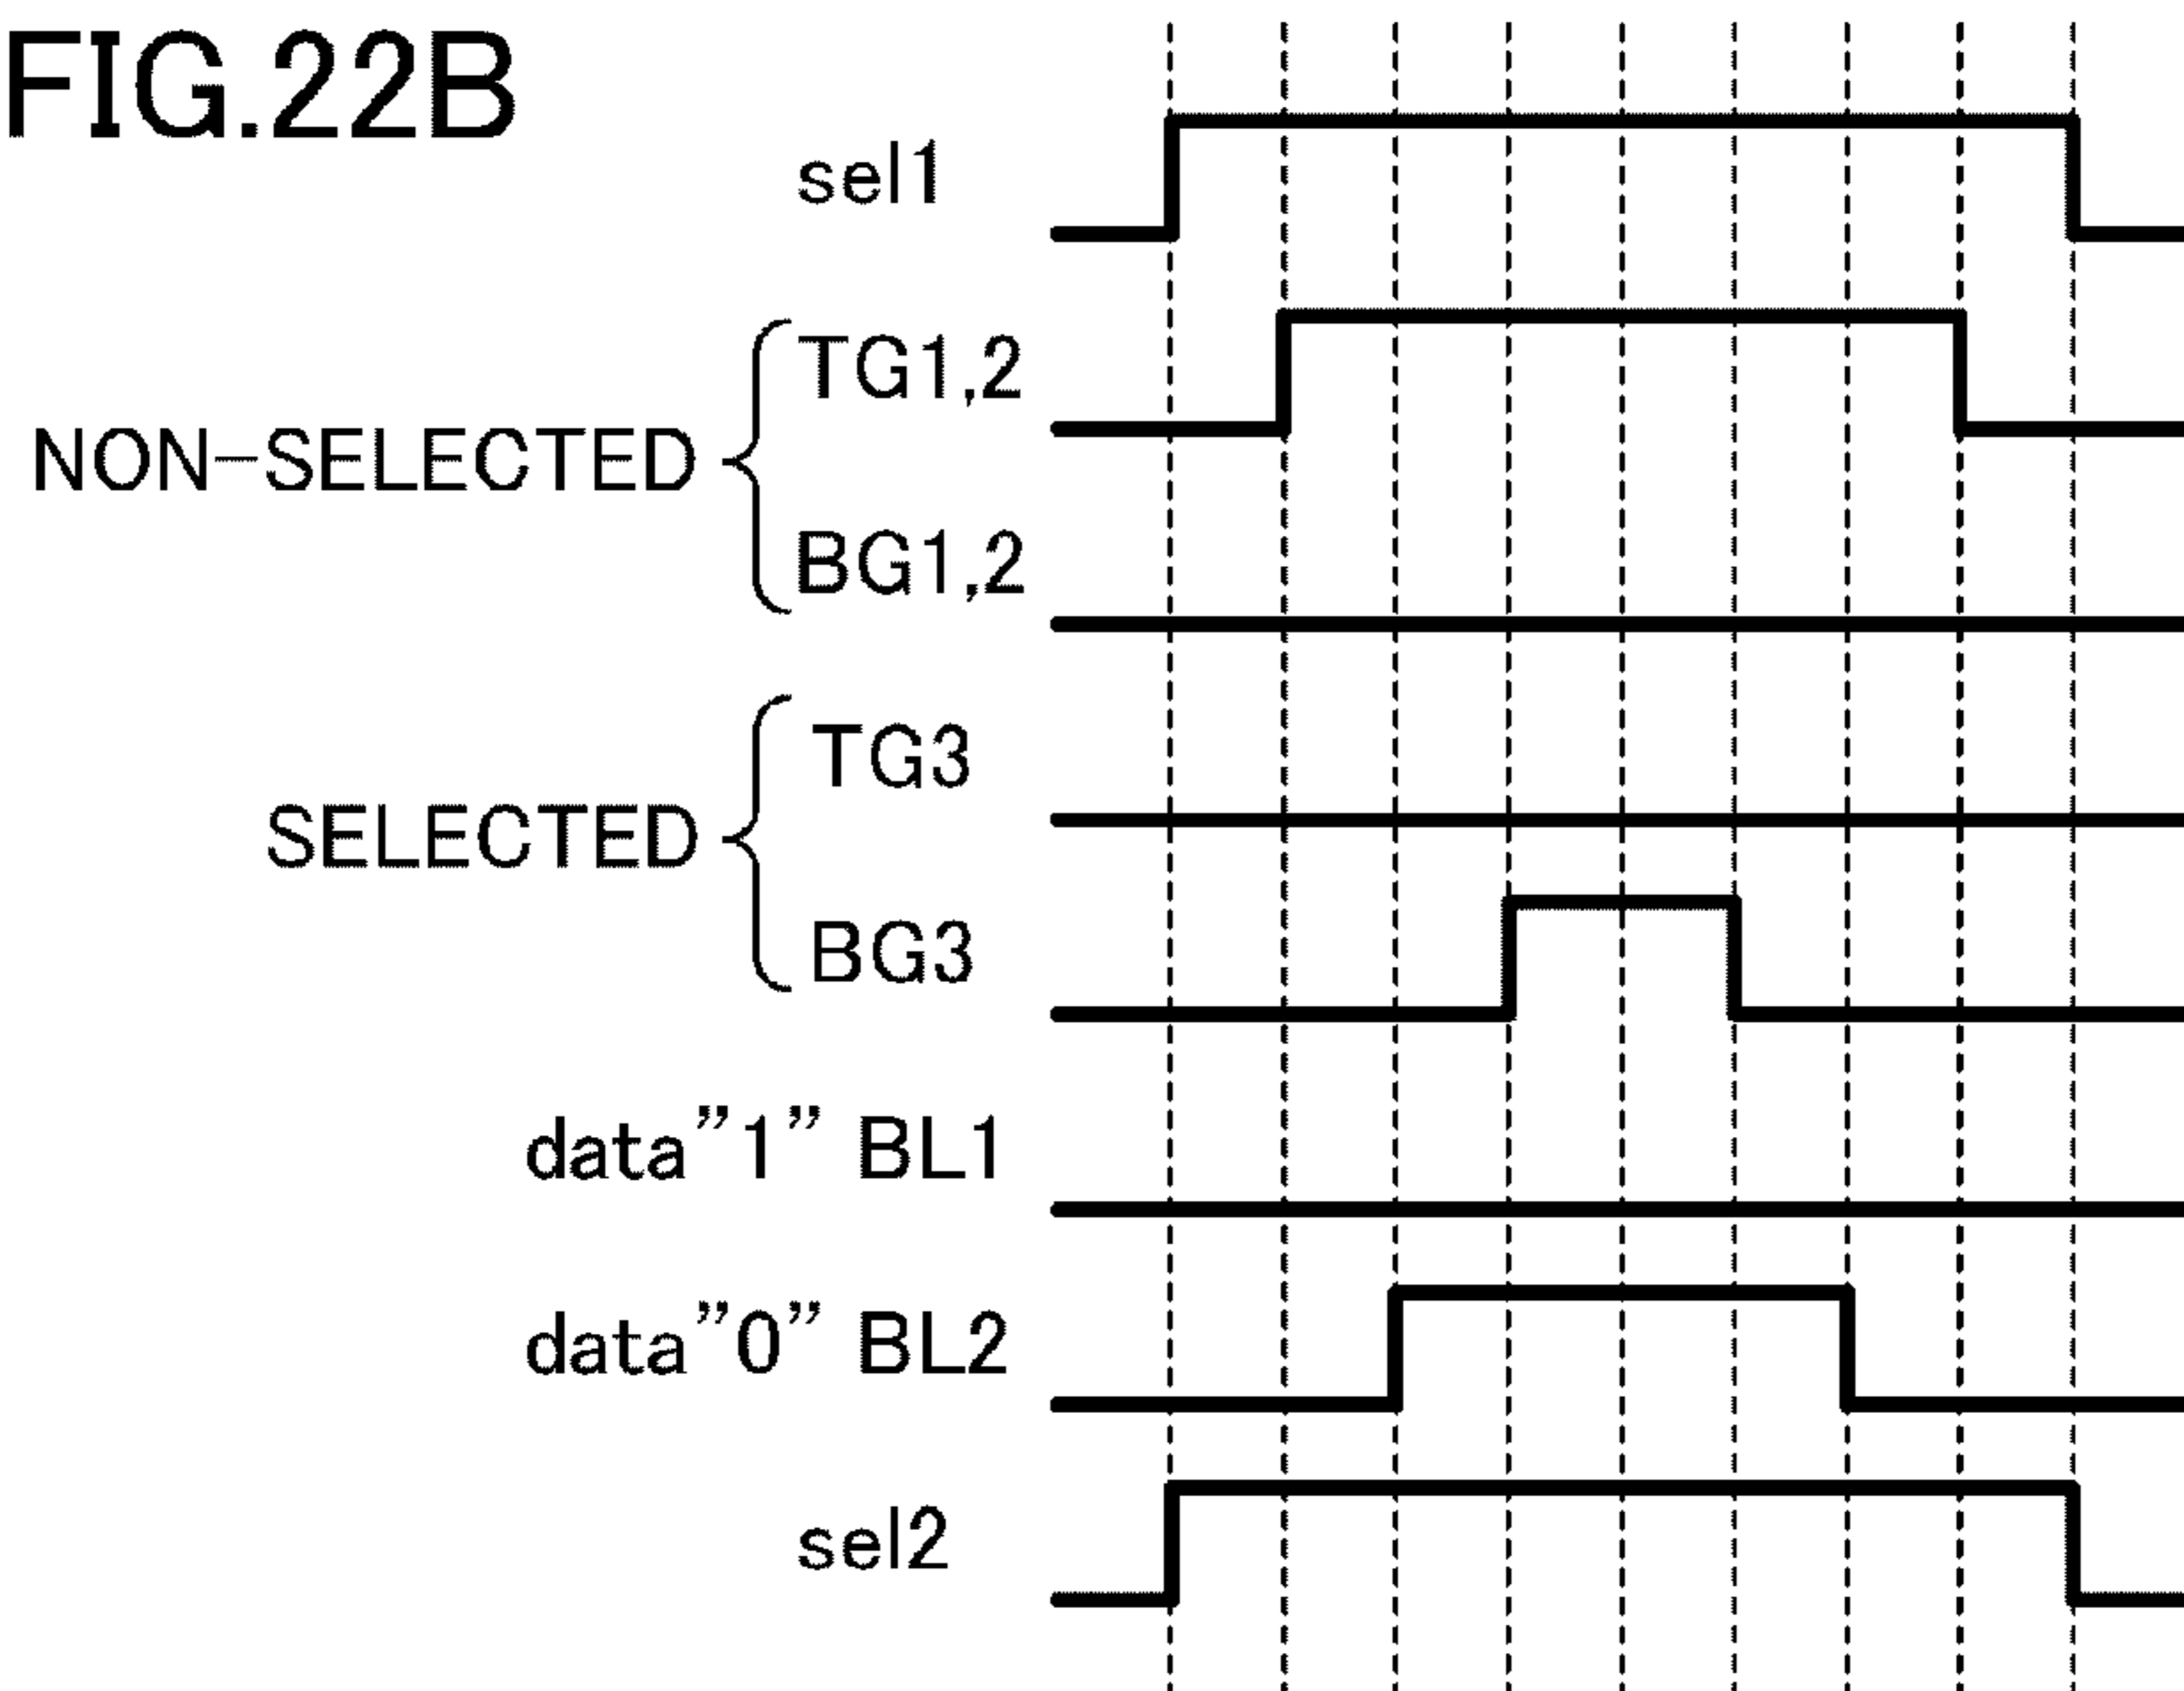 FIG.22B
sel1
TG1,2
NON-SELECTED
BG1,2
TG3
SELECTED
BG3
data”1” BL1
data”0” BL2
sel2